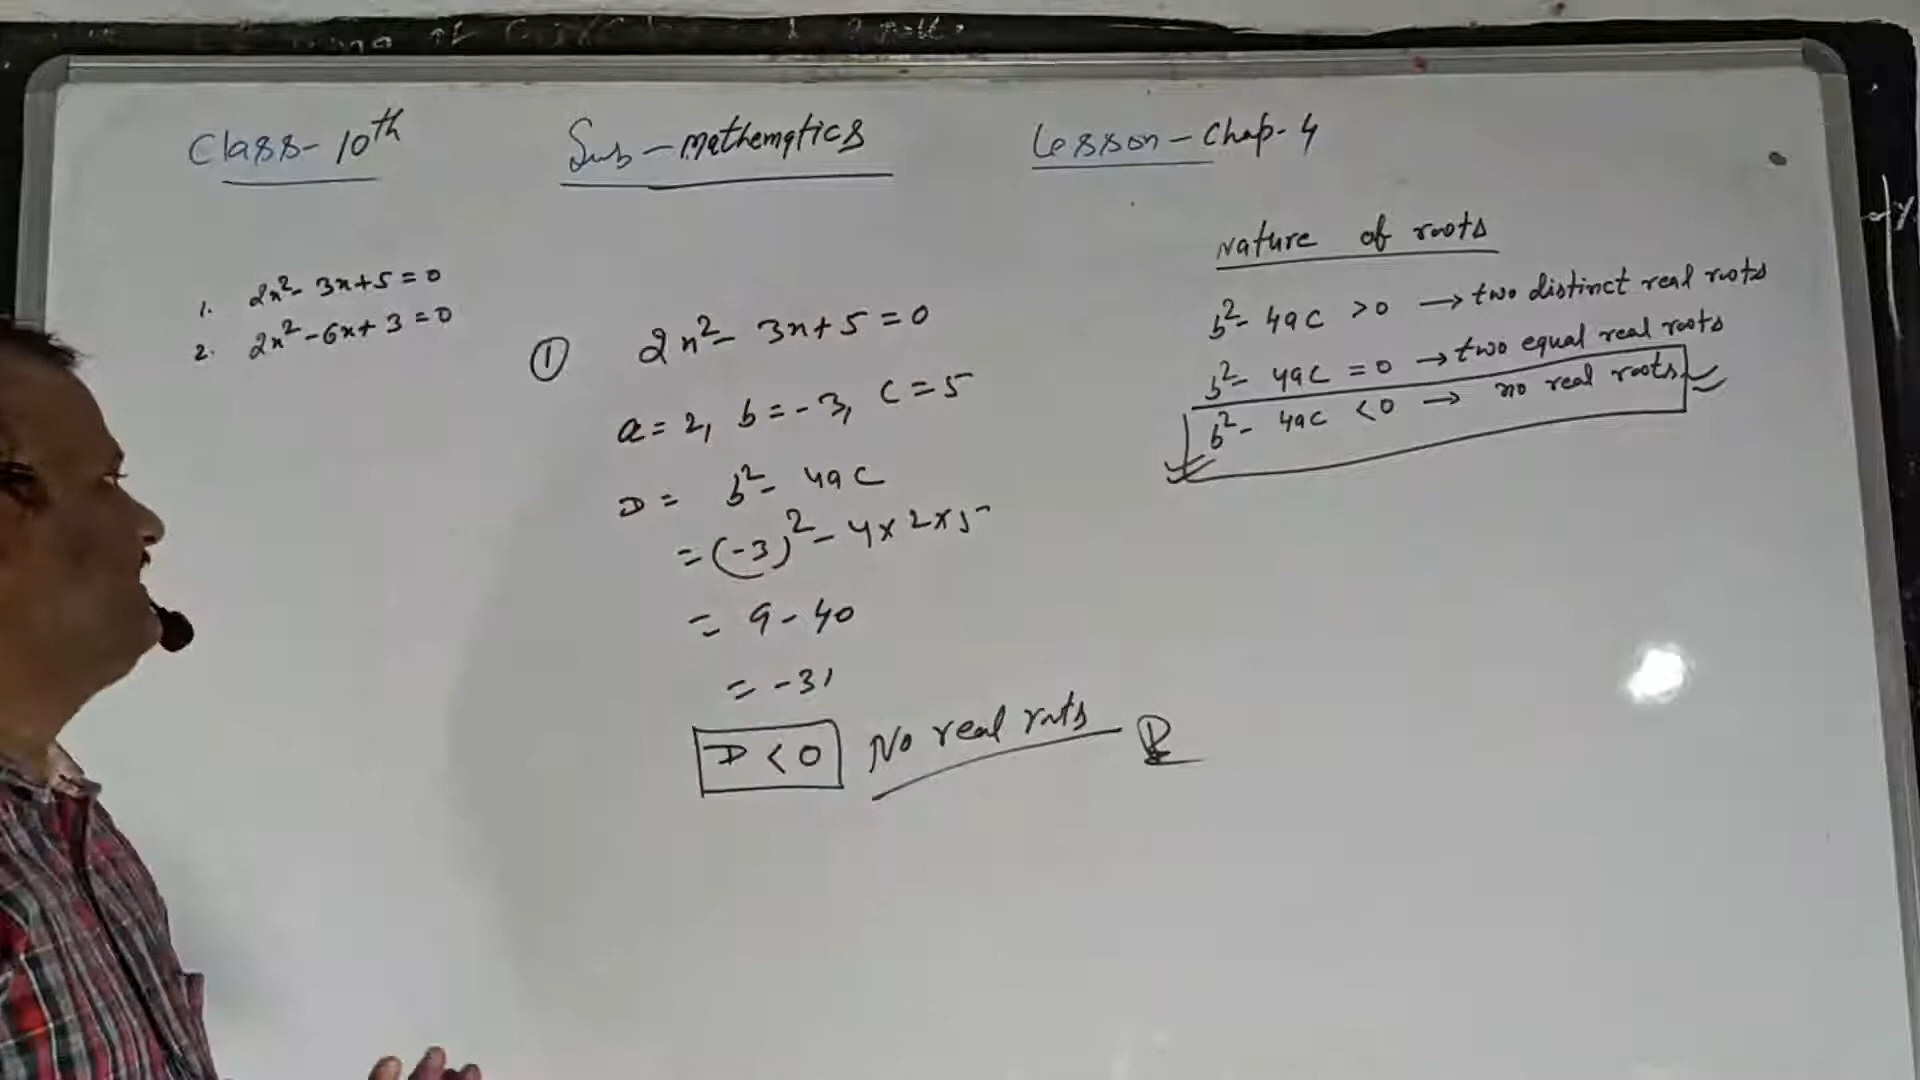 Class-10th Sub-Mathematics Lesson-Chap-4
1. 2x²-3x+5=0
2. 2x²-6x+3=0
① 2x²-3x+5=0
a=2, b=-3, c=5
D= b²-4ac
=(-3)²-4x2x5
= 9-40
= -31
D<0 No real roots
Nature of roots
b²-4ac >0 → two distinct real roots
b²-4ac =0 → two equal real roots
b²-4ac <0 → no real roots